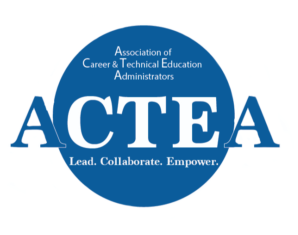 Association of
Career & Technical Education
Administrators
ACTEA
Lead. Collaborate. Empower.